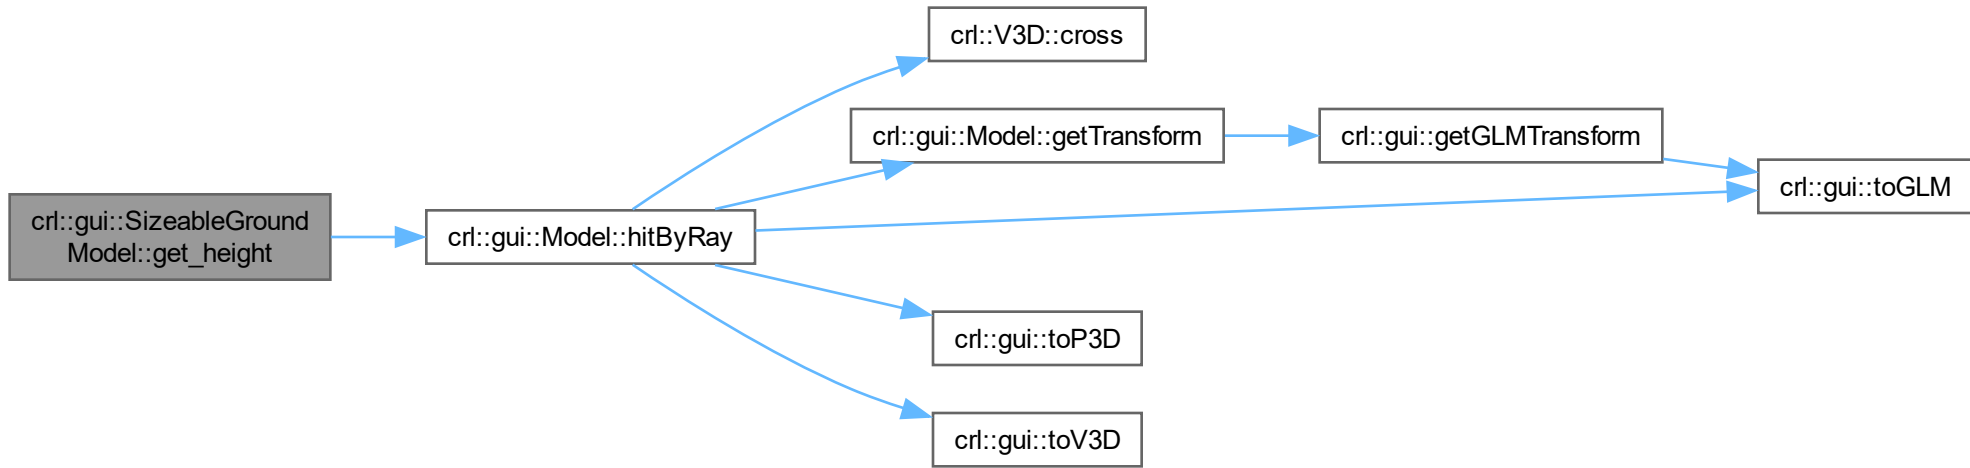 crl::gui::SizeableGround
Model::get_height
crl::gui::Model::hitByRay
crl::V3D::cross
crl::gui::Model::getTransform
crl::gui::getGLMTransform
crl::gui::toGLM
crl::gui::toP3D
crl::gui::toV3D